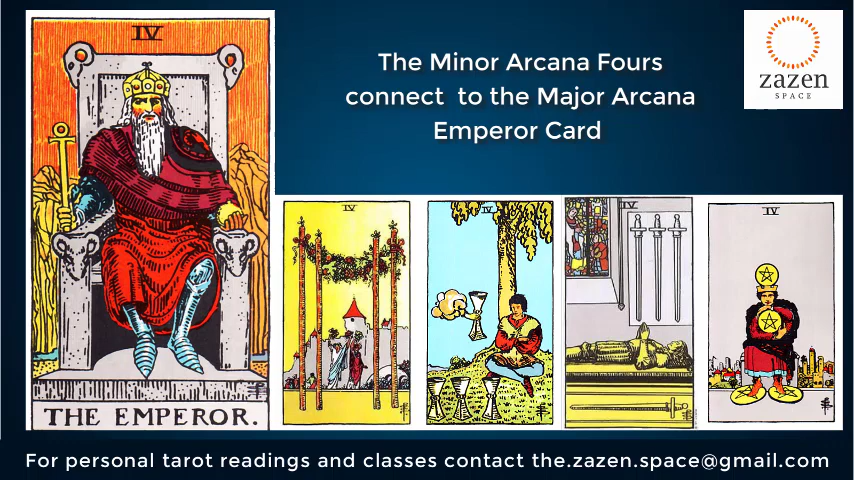 IV
THE EMPEROR.
The Minor Arcana Fours
connect to the Major Arcana
Emperor Card
zazen
SPACE
IV
IV
IV
IV
For personal tarot readings and classes contact the.zazen.space@gmail.com